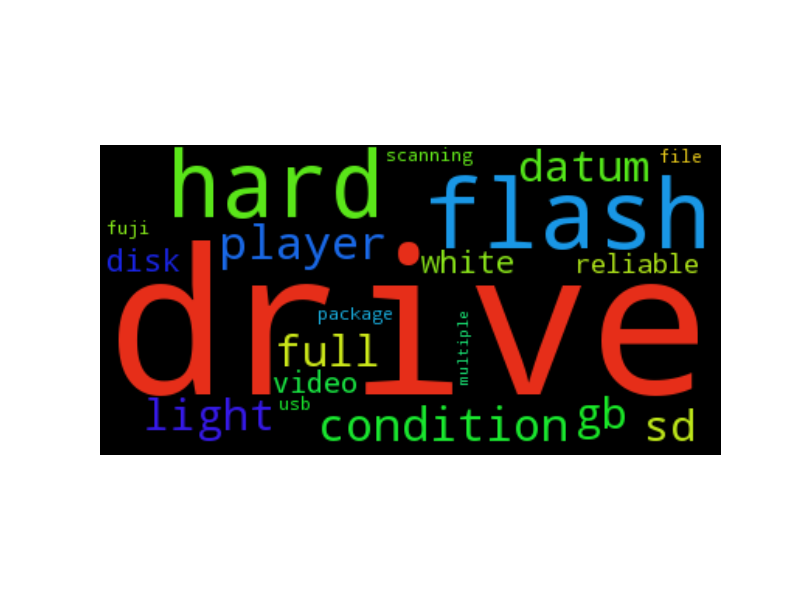 scanning
file
hard
datum
flash
fuji
player
disk
white
reliable
drive
package
multiple
full
video
usb
light
condition
gb
sd